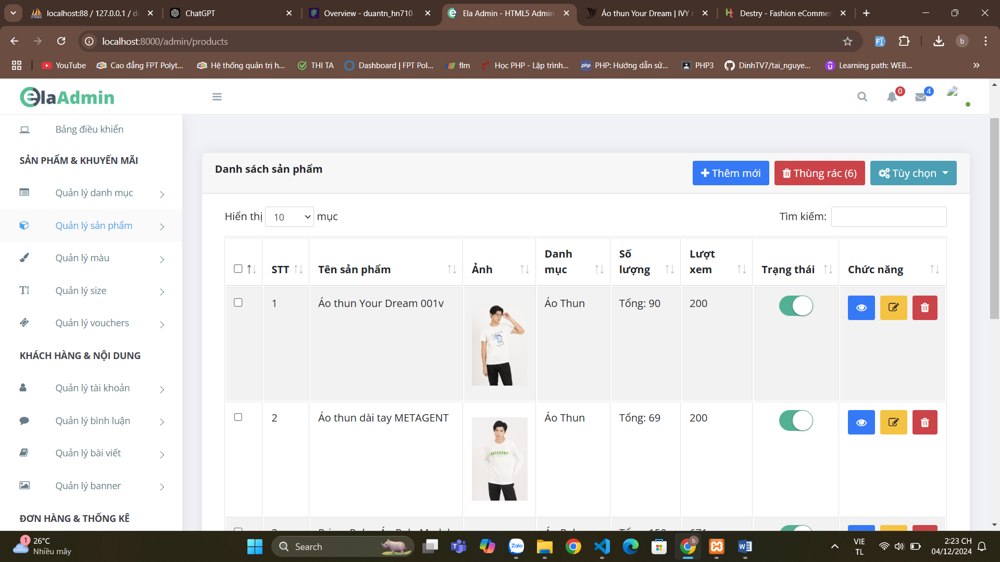 localhost:88 / 127.0.0.1 / d
ChatGPT
Overview - duantn_hn710
Ela Admin - HTML5 Admin
Áo thun Your Dream | IVY
Destry - Fashion eCommer
localhost:8000/admin/products
b
YouTube
Cao đẳng FPT Polyt...
Hệ thống quản trị h...
THI TA
Dashboard | FPT Pol...
flm
Học PHP - Lập trình...
php
PHP: Hướng dẫn sử...
PHP3
DinhTV7/tai_nguye...
Learning path: WEB...
elaAdmin
0
4
Bảng điều khiển
SẢN PHẨM & KHUYẾN MÃI
Quản lý danh mục
Quản lý sản phẩm
Quản lý màu
Quản lý size
Quản lý vouchers
KHÁCH HÀNG & NỘI DUNG
Quản lý tài khoản
Quản lý bình luận
Quản lý bài viết
Quản lý banner
ĐƠN HÀNG & THỐNG KÊ
Danh sách sản phẩm
Thêm mới
Thùng rác (6)
Tùy chọn
Hiển thị 10 mục
Tìm kiếm:
STT
Tên sản phẩm
Ảnh
Danh mục
Số lượng
Lượt xem
Trạng thái
Chức năng
1
Áo thun Your Dream 001v
Áo Thun
Tổng: 90
200
2
Áo thun dài tay METAGENT
METAGENT
Áo Thun
Tổng: 69
200
1
26°C
Nhiều mây
Search
Zalo
b
VIE
TL
2:23 CH
04/12/2024